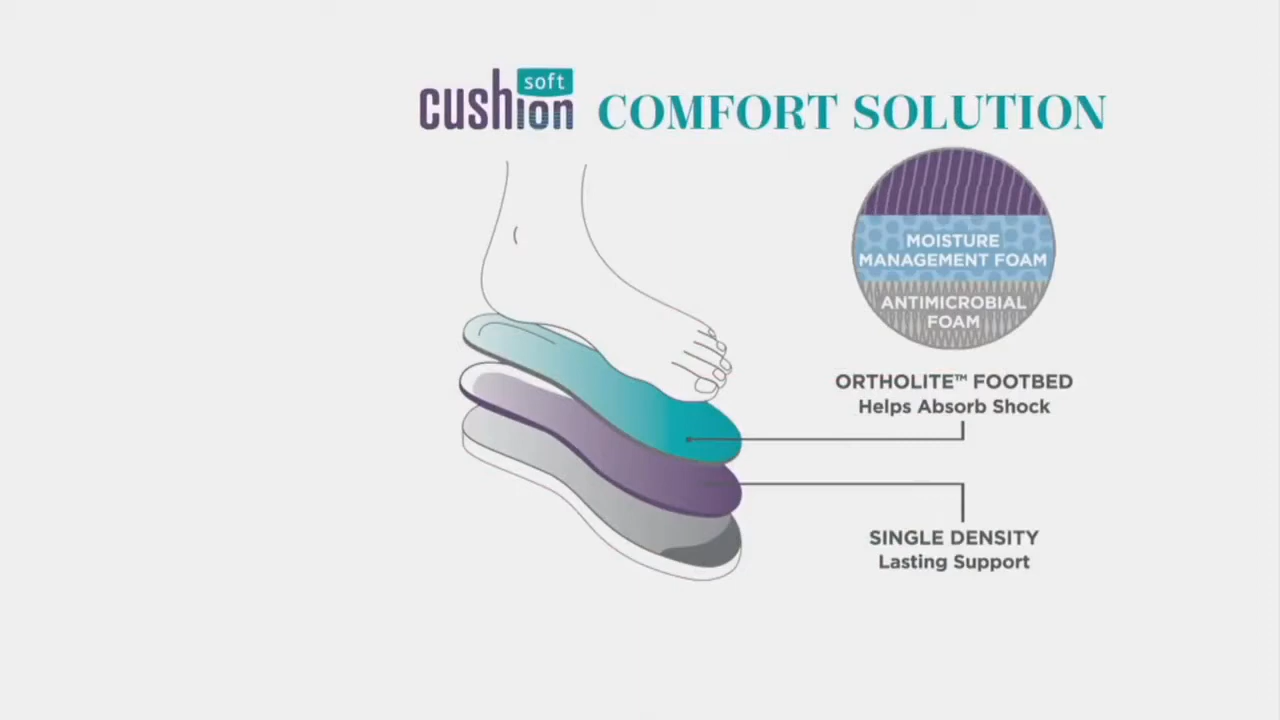 cushion soft COMFORT SOLUTION
MOISTURE
MANAGEMENT FOAM
ANTIMICROBIAL
FOAM
ORTHOLITE™ FOOTBED
Helps Absorb Shock
SINGLE DENSITY
Lasting Support